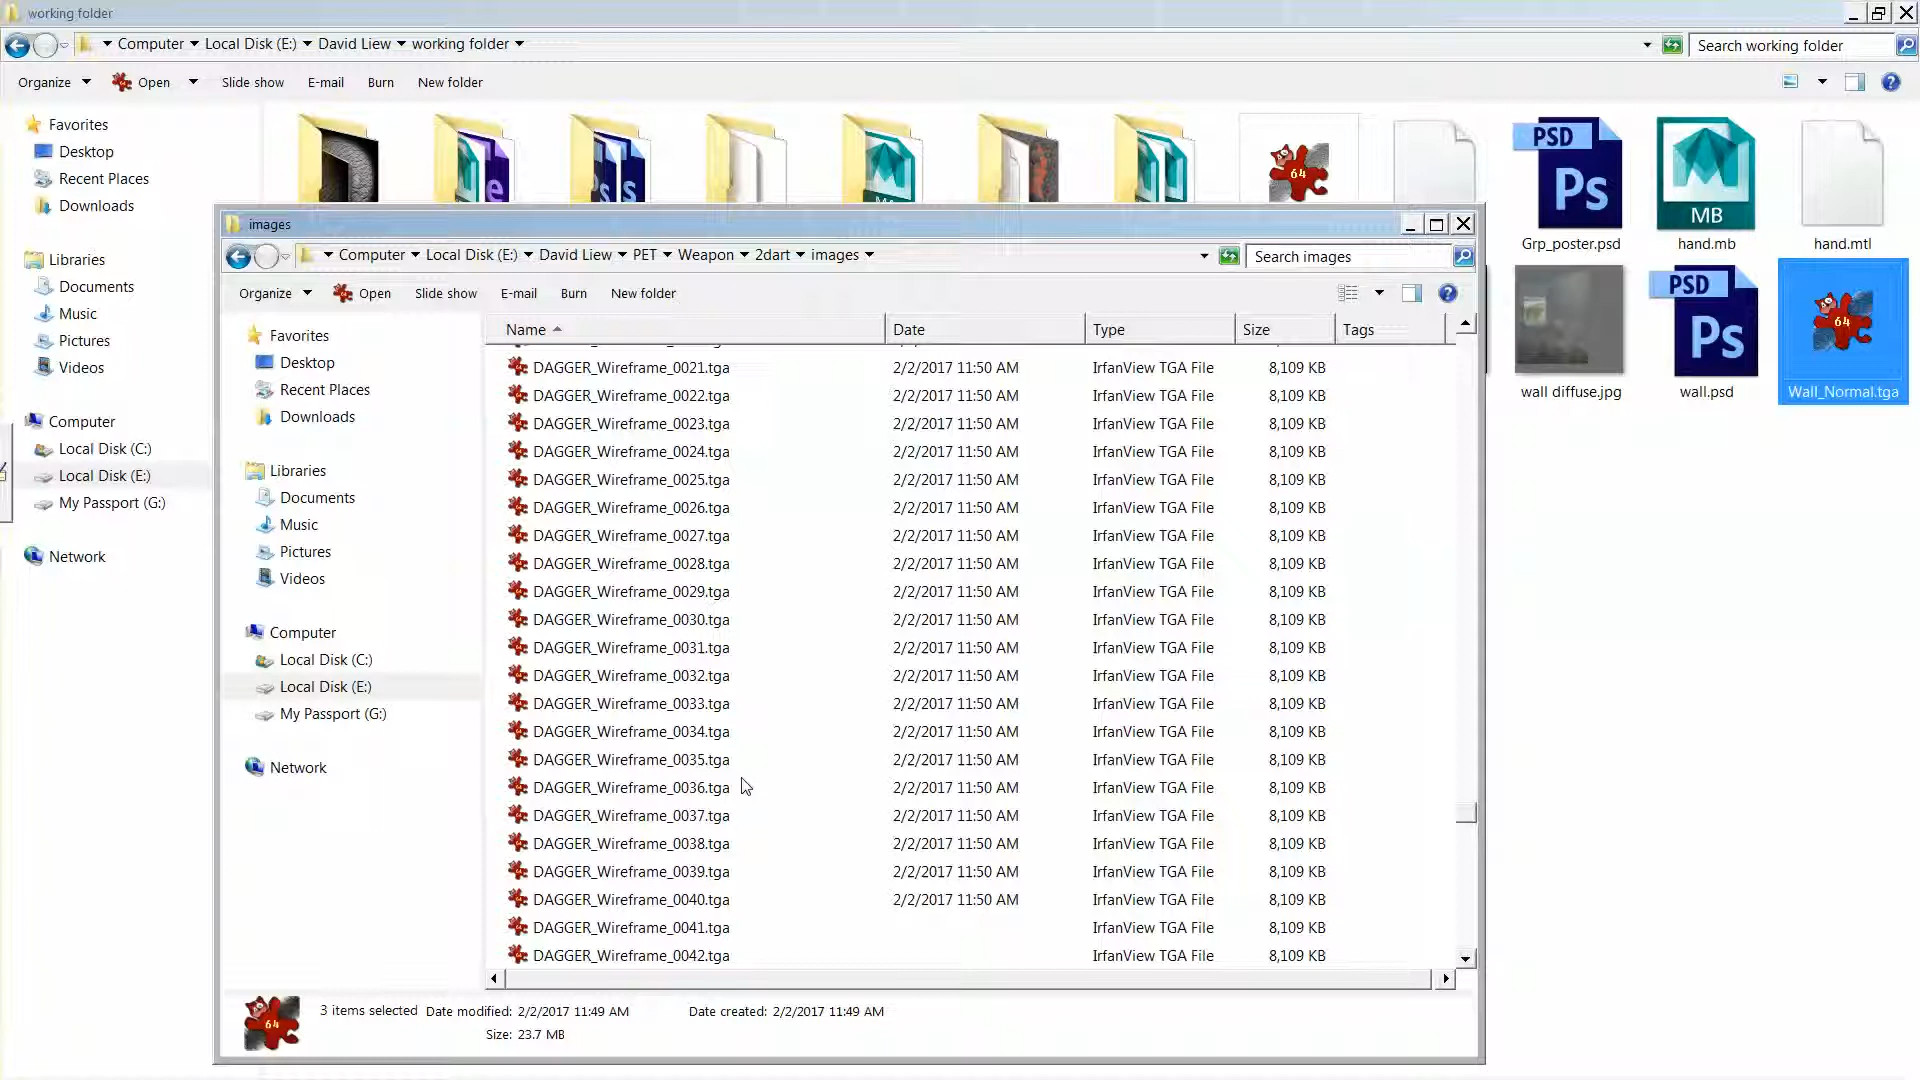 working folder
Computer Local Disk (E:) David Liew working folder
Search working folder
Organize Open Slide show E-mail Burn New folder
Favorites
Desktop
Recent Places
Downloads
Libraries
Documents
Music
Pictures
Videos
Computer
Local Disk (C:)
Local Disk (E:)
My Passport (G:)
Network
64
PSD
Ps
Grp_poster.psd
MB
hand.mb
hand.mtl
wall diffuse.jpg
PSD
Ps
wall.psd
64
Wall_Normal.tga
images
Computer Local Disk (E:) David Liew PET Weapon 2dart images
Search images
Organize Open Slide show E-mail Burn New folder
Favorites
Desktop
Recent Places
Downloads
Libraries
Documents
Music
Pictures
Videos
Computer
Local Disk (C:)
Local Disk (E:)
My Passport (G:)
Network
Name Date Type Size Tags
DAGGER_Wireframe_0021.tga 2/2/2017 11:50 AM IrfanView TGA File 8,109 KB
DAGGER_Wireframe_0022.tga 2/2/2017 11:50 AM IrfanView TGA File 8,109 KB
DAGGER_Wireframe_0023.tga 2/2/2017 11:50 AM IrfanView TGA File 8,109 KB
DAGGER_Wireframe_0024.tga 2/2/2017 11:50 AM IrfanView TGA File 8,109 KB
DAGGER_Wireframe_0025.tga 2/2/2017 11:50 AM IrfanView TGA File 8,109 KB
DAGGER_Wireframe_0026.tga 2/2/2017 11:50 AM IrfanView TGA File 8,109 KB
DAGGER_Wireframe_0027.tga 2/2/2017 11:50 AM IrfanView TGA File 8,109 KB
DAGGER_Wireframe_0028.tga 2/2/2017 11:50 AM IrfanView TGA File 8,109 KB
DAGGER_Wireframe_0029.tga 2/2/2017 11:50 AM IrfanView TGA File 8,109 KB
DAGGER_Wireframe_0030.tga 2/2/2017 11:50 AM IrfanView TGA File 8,109 KB
DAGGER_Wireframe_0031.tga 2/2/2017 11:50 AM IrfanView TGA File 8,109 KB
DAGGER_Wireframe_0032.tga 2/2/2017 11:50 AM IrfanView TGA File 8,109 KB
DAGGER_Wireframe_0033.tga 2/2/2017 11:50 AM IrfanView TGA File 8,109 KB
DAGGER_Wireframe_0034.tga 2/2/2017 11:50 AM IrfanView TGA File 8,109 KB
DAGGER_Wireframe_0035.tga 2/2/2017 11:50 AM IrfanView TGA File 8,109 KB
DAGGER_Wireframe_0036.tga 2/2/2017 11:50 AM IrfanView TGA File 8,109 KB
DAGGER_Wireframe_0037.tga 2/2/2017 11:50 AM IrfanView TGA File 8,109 KB
DAGGER_Wireframe_0038.tga 2/2/2017 11:50 AM IrfanView TGA File 8,109 KB
DAGGER_Wireframe_0039.tga 2/2/2017 11:50 AM IrfanView TGA File 8,109 KB
DAGGER_Wireframe_0040.tga 2/2/2017 11:50 AM IrfanView TGA File 8,109 KB
DAGGER_Wireframe_0041.tga IrfanView TGA File 8,109 KB
DAGGER_Wireframe_0042.tga IrfanView TGA File 8,109 KB
64
3 items selected Date modified: 2/2/2017 11:49 AM Date created: 2/2/2017 11:49 AM
Size: 23.7 MB